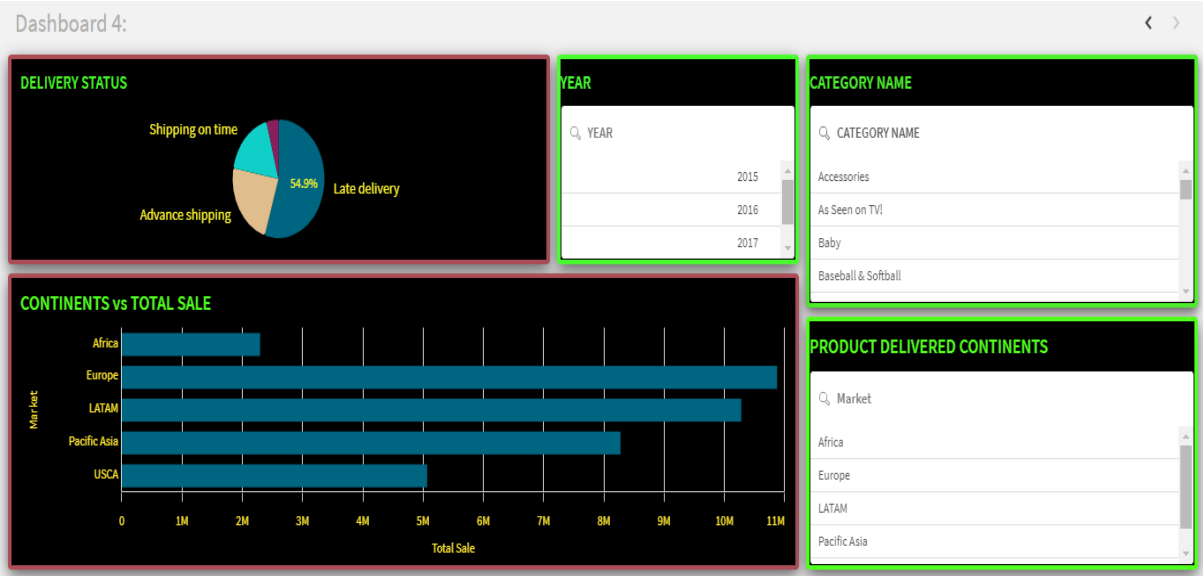 Dashboard 4:
DELIVERY STATUS
Shipping on time
54.9%
Late delivery
Advance shipping
YEAR
YEAR
2015
2016
2017
CATEGORY NAME
CATEGORY NAME
Accessories
As Seen on TV!
Baby
Baseball & Softball
CONTINENTS vs TOTAL SALE
Market
Africa
Europe
LATAM
Pacific Asia
USCA
0 1M 2M 3M 4M 5M 6M 7M 8M 9M 10M 11M
Total Sale
PRODUCT DELIVERED CONTINENTS
Market
Africa
Europe
LATAM
Pacific Asia